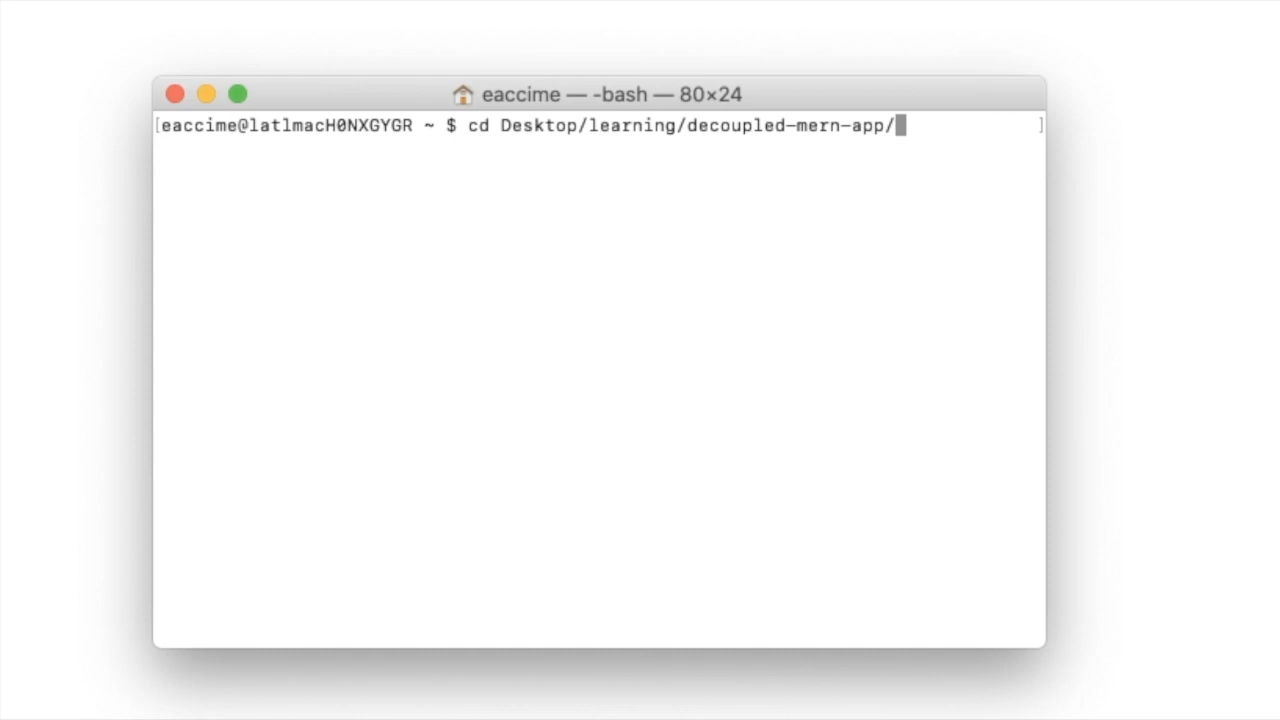 eaccime — -bash — 80×24
[eaccime@latlmacH0NXGYGR ~ $ cd Desktop/learning/decoupled-mern-app/ ]